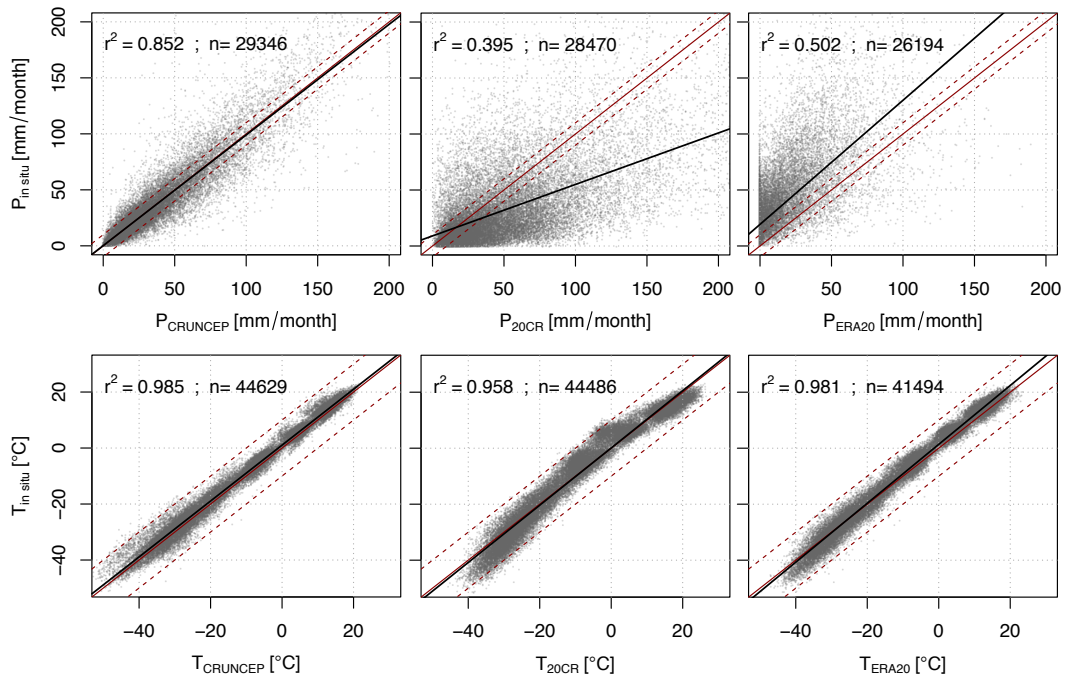 r² = 0.852 ; n= 29346
r² = 0.395 ; n= 28470
r² = 0.502 ; n= 26194
P in situ [mm/month]
200
150
100
50
0
0 50 100 150 200
0 50 100 150 200
0 50 100 150 200
P CRUNCEP [mm/month]
P 20CR [mm/month]
P ERA20 [mm/month]
r² = 0.985 ; n= 44629
r² = 0.958 ; n= 44486
r² = 0.981 ; n= 41494
T in situ [°C]
20
0
−20
−40
−40 −20 0 20
−40 −20 0 20
−40 −20 0 20
T CRUNCEP [°C]
T 20CR [°C]
T ERA20 [°C]